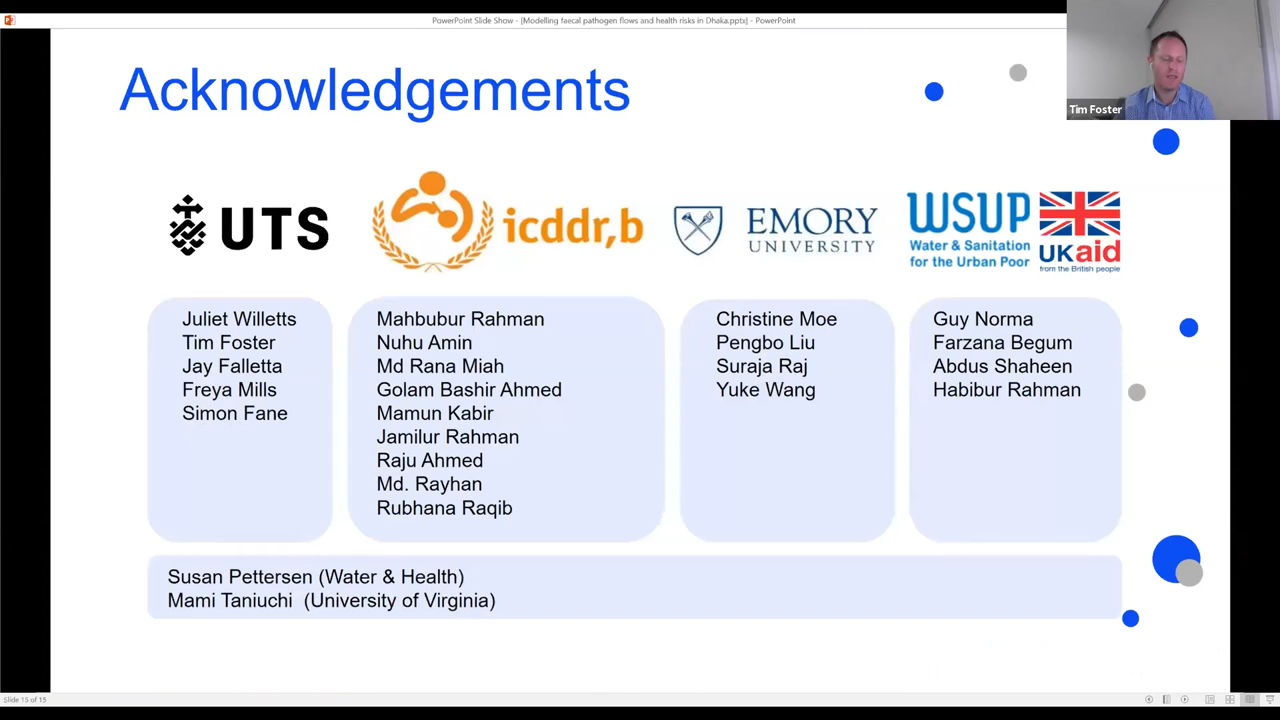 PowerPoint Slide Show - [Modelling faecal pathogen flows and health risks in Dhaka.pptx] - PowerPoint
Tim Foster
Acknowledgements
UTS
icddr,b
EMORY
UNIVERSITY
WSUP
Water & Sanitation
for the Urban Poor
UKaid
from the British people
Juliet Willetts
Tim Foster
Jay Falletta
Freya Mills
Simon Fane
Mahbubur Rahman
Nuhu Amin
Md Rana Miah
Golam Bashir Ahmed
Mamun Kabir
Jamilur Rahman
Raju Ahmed
Md. Rayhan
Rubhana Raqib
Christine Moe
Pengbo Liu
Suraja Raj
Yuke Wang
Guy Norma
Farzana Begum
Abdus Shaheen
Habibur Rahman
Susan Pettersen (Water & Health)
Mami Taniuchi (University of Virginia)
Slide 15 of 15